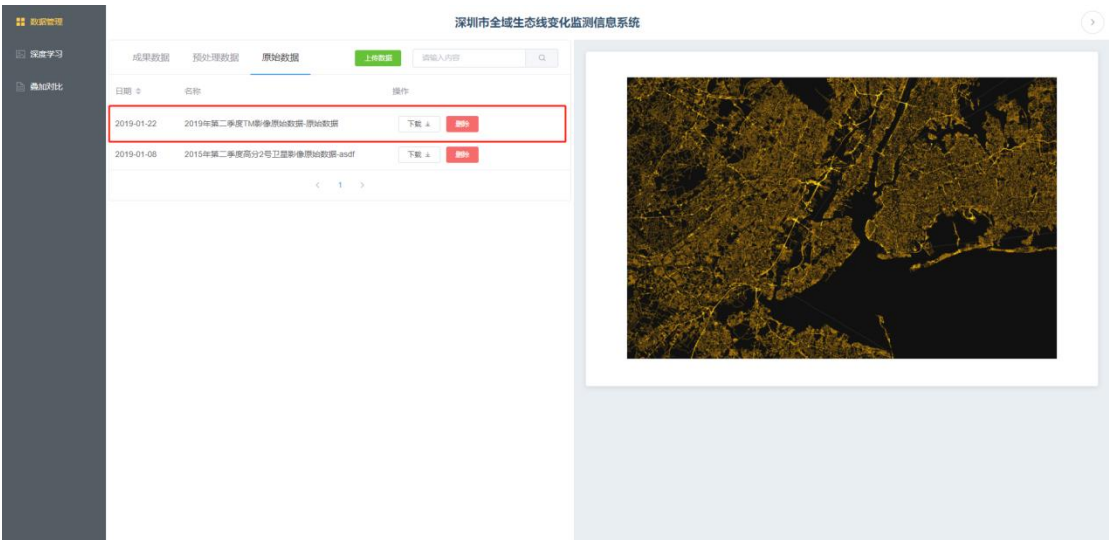 深圳市全域生态线变化监测信息系统
数据管理
深度学习
叠加对比
成果数据 预处理数据 原始数据 上传数据 请输入内容
日期 名称 操作
2019-01-22 2019年第二季度TM影像原始数据-原始数据 下载 删除
2019-01-08 2015年第二季度高分2号卫星影像原始数据-asdf 下载 删除
< 1 >